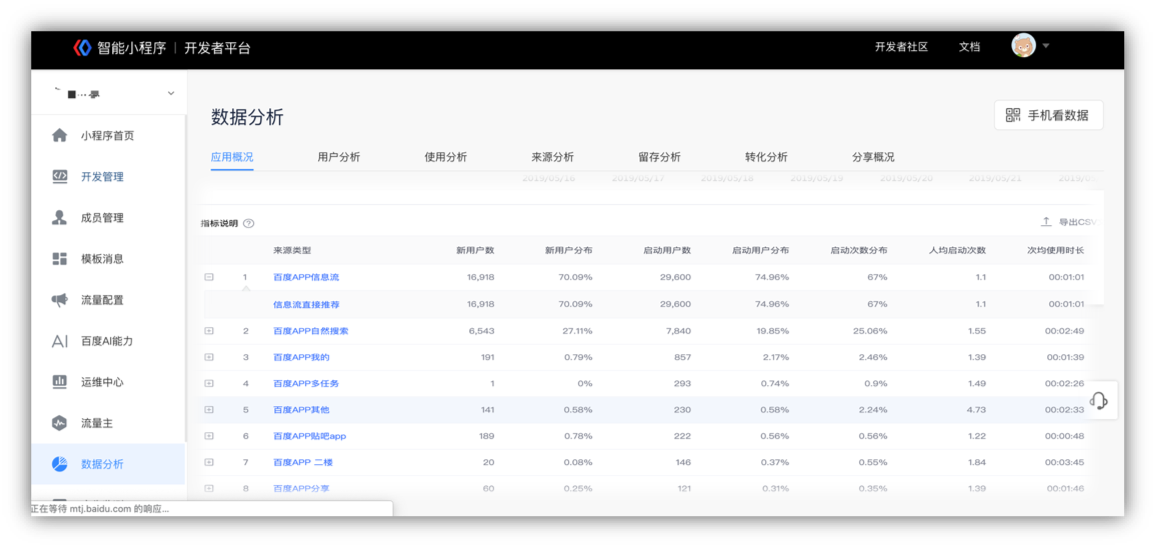 智能小程序 | 开发者平台
开发者社区 文档
数据分析
手机看数据
小程序首页
开发管理
成员管理
模板消息
流量配置
AI 百度AI能力
运维中心
流量主
数据分析
应用概况 用户分析 使用分析 来源分析 留存分析 转化分析 分享概况
2019/05/16 2019/05/17 2019/05/18 2019/05/19 2019/05/20 2019/05/21
指标说明 ?
导出CSV
来源类型 新用户数 新用户分布 启动用户数 启动用户分布 启动次数分布 人均启动次数 次均使用时长
1 百度APP信息流 16,918 70.09% 29,600 74.96% 67% 1.1 00:01:01
信息流直接推荐 16,918 70.09% 29,600 74.96% 67% 1.1 00:01:01
2 百度APP自然搜索 6,543 27.11% 7,840 19.85% 25.06% 1.55 00:02:49
3 百度APP我的 191 0.79% 857 2.17% 2.46% 1.39 00:01:39
4 百度APP多任务 1 0% 293 0.74% 0.9% 1.49 00:02:26
5 百度APP其他 141 0.58% 230 0.58% 2.24% 4.73 00:02:33
6 百度APP贴吧app 189 0.78% 222 0.56% 0.56% 1.22 00:00:48
7 百度APP 二楼 20 0.08% 146 0.37% 0.55% 1.84 00:03:45
8 百度APP分享 60 0.25% 121 0.31% 0.35% 1.39 00:01:46
正在等待 mtj.baidu.com 的响应...